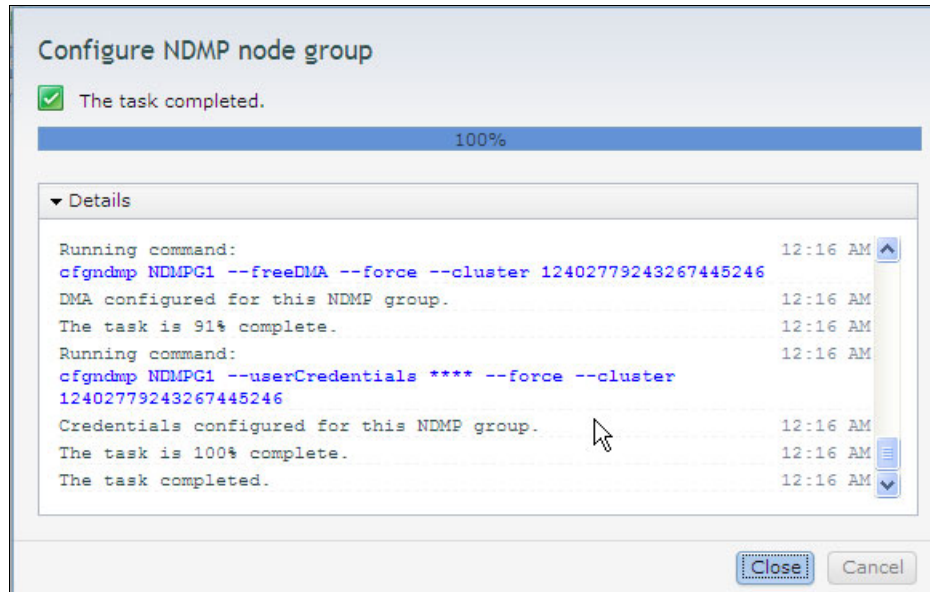 Configure NDMP node group
The task completed.
100%
Details
Running command: 12:16 AM
cfgndmp NDMPG1 --freeDMA --force --cluster 12402779243267445246
DMA configured for this NDMP group. 12:16 AM
The task is 91% complete. 12:16 AM
Running command: 12:16 AM
cfgndmp NDMPG1 --userCredentials **** --force --cluster
12402779243267445246
Credentials configured for this NDMP group. 12:16 AM
The task is 100% complete. 12:16 AM
The task completed. 12:16 AM
Close Cancel